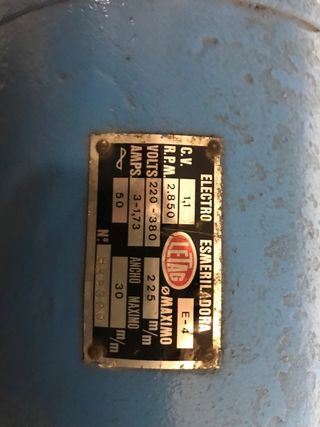 ELECTRO ESMERILADORA
C.V. 1,1 E-4
R.P.M. 2.850 LETAG Ø MAXIMO
VOLTS 220-380 225 m/m
AMPS. 3-1,73 ANCHO MAXIMO
∿ 50 30 m/m
Nº.